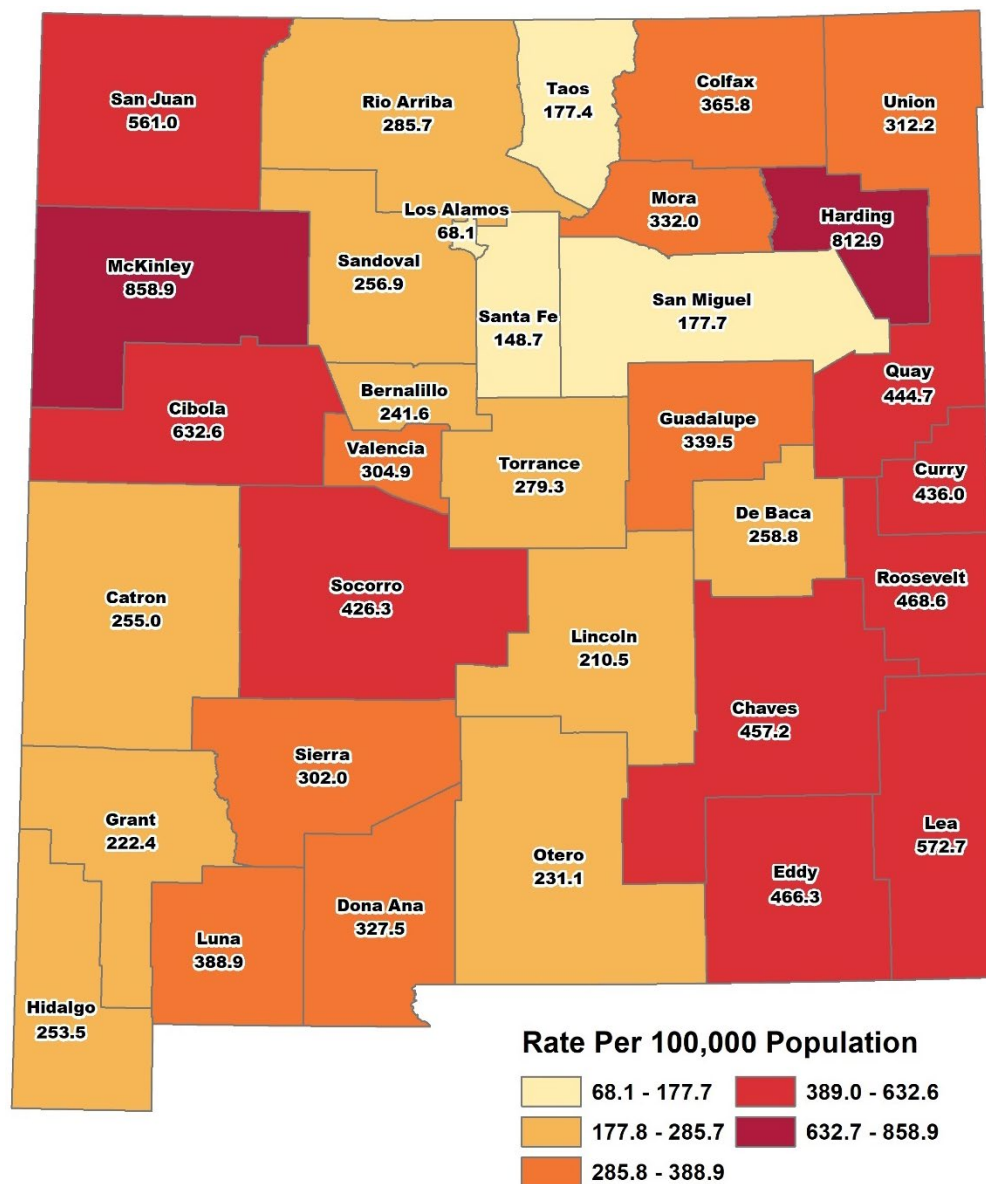 San Juan
561.0
Rio Arriba
285.7
Taos
177.4
Colfax
365.8
Union
312.2
Los Alamos
68.1
Mora
332.0
Harding
812.9
McKinley
858.9
Sandoval
256.9
Santa Fe
148.7
San Miguel
177.7
Quay
444.7
Cibola
632.6
Bernalillo
241.6
Valencia
304.9
Torrance
279.3
Guadalupe
339.5
Curry
436.0
De Baca
258.8
Roosevelt
468.6
Catron
255.0
Socorro
426.3
Lincoln
210.5
Chaves
457.2
Sierra
302.0
Grant
222.4
Otero
231.1
Eddy
466.3
Lea
572.7
Luna
388.9
Dona Ana
327.5
Hidalgo
253.5
Rate Per 100,000 Population
68.1 - 177.7
177.8 - 285.7
285.8 - 388.9
389.0 - 632.6
632.7 - 858.9